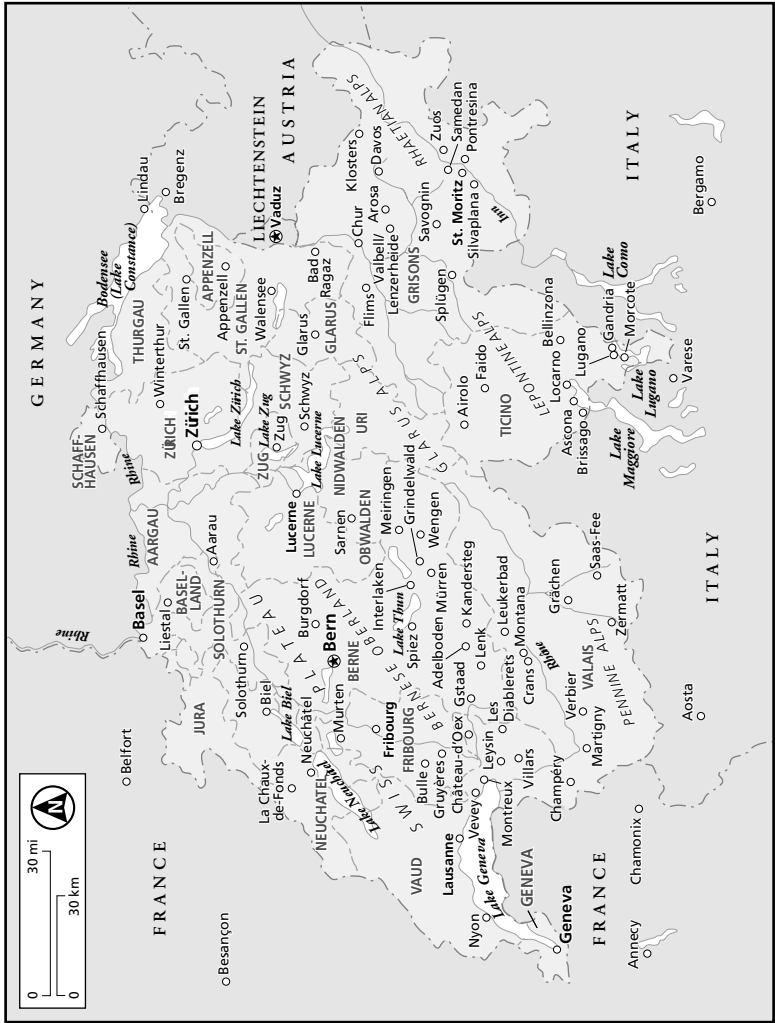 0 30 mi
0 30 km
N
GERMANY
FRANCE
Belfort
Besançon
Rhine
Basel
Liestal
BASEL-
LAND
Rhine
AARGAU
Rhine
SCHAFF-
HAUSEN
Schaffhausen
Bodensee
(Lake
Constance)
Lindau
Bregenz
THURGAU
Winterthur
ZÜRICH
Zürich
St. Gallen
APPENZELL
Appenzell
ST. GALLEN
Walensee
LIECHTENSTEIN
Vaduz
AUSTRIA
JURA
SOLOTHURN
Aarau
Solothurn
Biel
Lake Biel
SWISS PLATEAU
Burgdorf
Bern
BERNE
Lucerne
LUCERNE
Lake Zürich
Lake Zug
ZUG
Zug
SCHWYZ
Schwyz
Lake Lucerne
NIDWALDEN
URI
Sarnen
OBWALDEN
Glarus
GLARUS
Bad
Ragaz
GLARUS ALPS
La Chaux-
de-Fonds
NEUCHATEL
Neuchâtel
Lake Neuchatel
Murten
Fribourg
FRIBOURG
BERNESE OBERLAND
Interlaken
Lake Thun
Spiez
Meiringen
Grindelwald
Wengen
Mürren
Flims
Chur
Valbella/
Lenzerheide
Arosa
Klosters
Davos
GRISONS
Savognin
RHAETIAN ALPS
Zuos
Samedan
Pontresina
St. Moritz
Silvaplana
Inn
Splügen
VAUD
Bulle
Gruyères
Château-d'Oex
Gstaad
Adelboden
Kandersteg
Lenk
Leukerbad
Les
Diablerets
Crans
Montana
Rhône
Leysin
Villars
Vevey
Montreux
Lausanne
Lake Geneva
Nyon
GENEVA
Geneva
Champéry
Martigny
Verbier
VALAIS
PENNINE ALPS
Grächen
Saas-Fee
Zermatt
Airolo
Faido
TICINO
LEPONTINE ALPS
Locarno
Bellinzona
Ascona
Brissago
Lugano
Gandria
Morcote
Lake
Maggiore
Lake
Lugano
Lake
Como
Varese
FRANCE
Annecy
Chamonix
Aosta
ITALY
ITALY
Bergamo